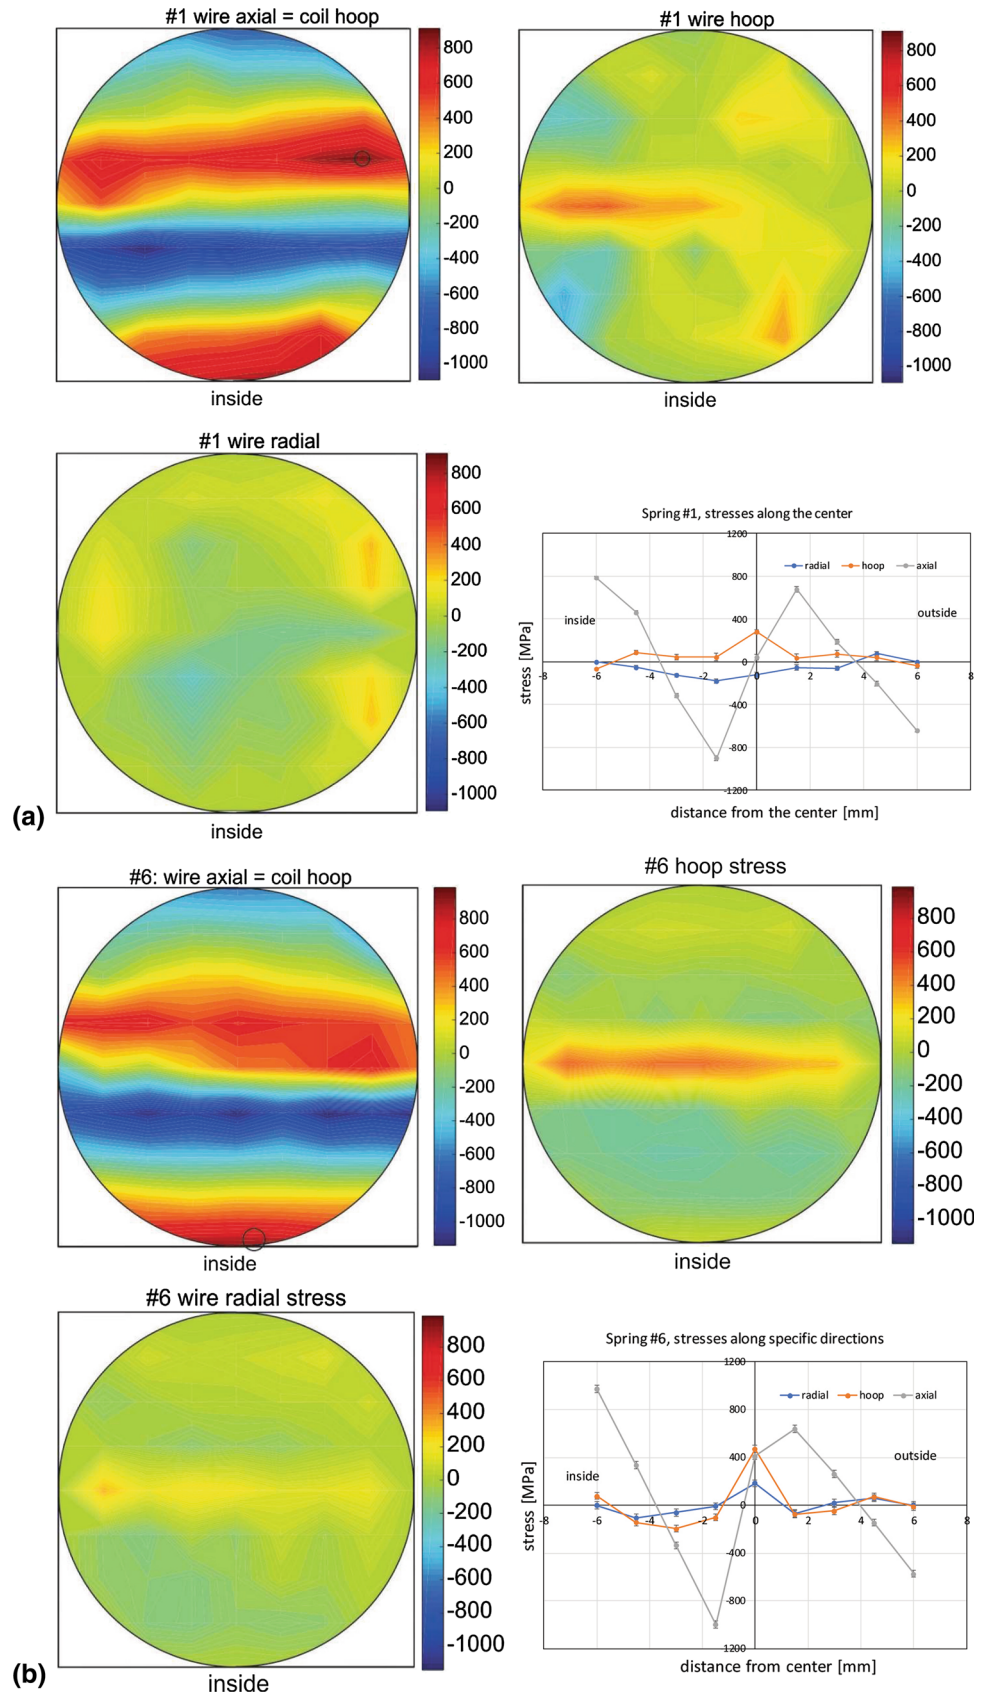 #1 wire axial = coil hoop
800
600
400
200
0
-200
-400
-600
-800
-1000
inside
#1 wire hoop
800
600
400
200
0
-200
-400
-600
-800
-1000
inside
#1 wire radial
800
600
400
200
0
-200
-400
-600
-800
-1000
inside
(a)
Spring #1, stresses along the center
1200
800
400
0
-400
-800
-1200
radial hoop axial
inside
outside
stress [MPa]
-8 -6 -4 -2 0 2 4 6 8
distance from the center [mm]
#6: wire axial = coil hoop
800
600
400
200
0
-200
-400
-600
-800
-1000
inside
#6 hoop stress
800
600
400
200
0
-200
-400
-600
-800
-1000
inside
#6 wire radial stress
800
600
400
200
0
-200
-400
-600
-800
-1000
inside
(b)
Spring #6, stresses along specific directions
1200
800
400
0
-400
-800
1200
radial hoop axial
inside
outside
stress [MPa]
-8 -6 -4 -2 0 2 4 6 8
distance from center [mm]